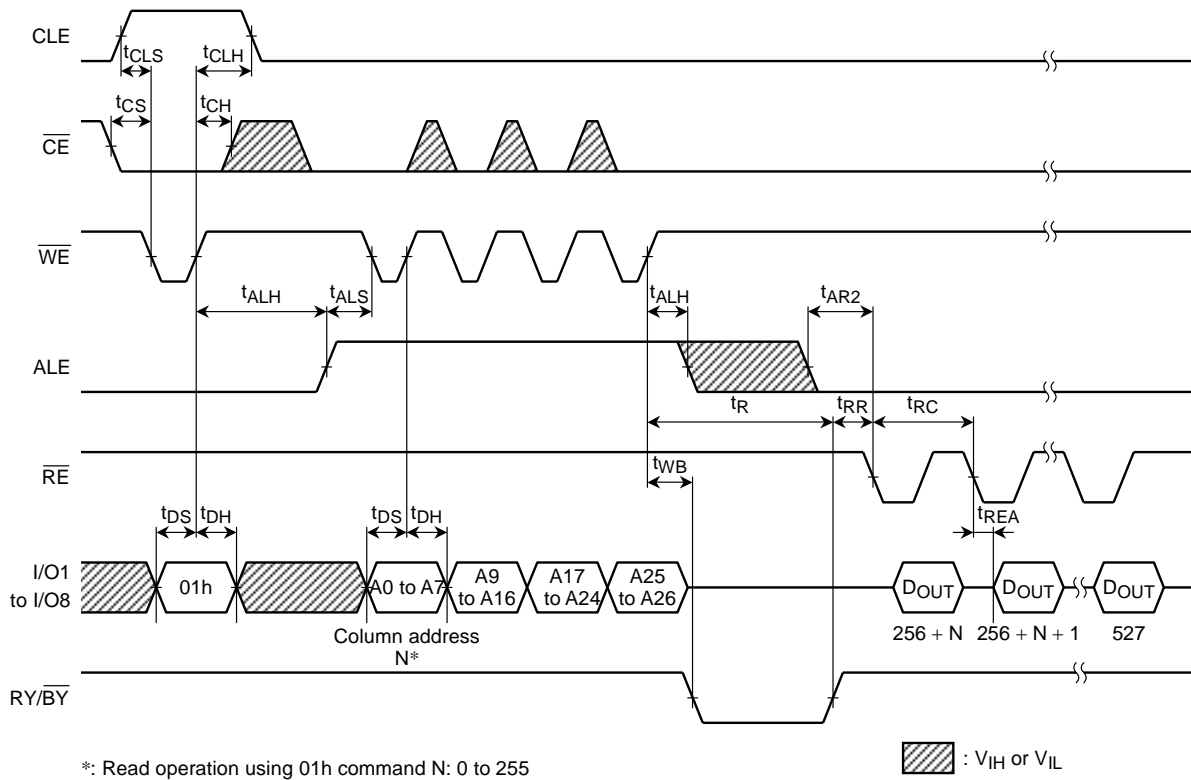 CLE
tCLS
tCLH
tCS
tCH
CE
WE
tALH
tALS
tALH
tAR2
ALE
tR
tRR
tRC
RE
tWB
tDS
tDH
tDS
tDH
tREA
I/O1
to I/O8
01h
A0 to A7
A9
to A16
A17
to A24
A25
to A26
DOUT
DOUT
DOUT
Column address
N*
256 + N
256 + N + 1
527
RY/BY
*: Read operation using 01h command N: 0 to 255
: VIH or VIL